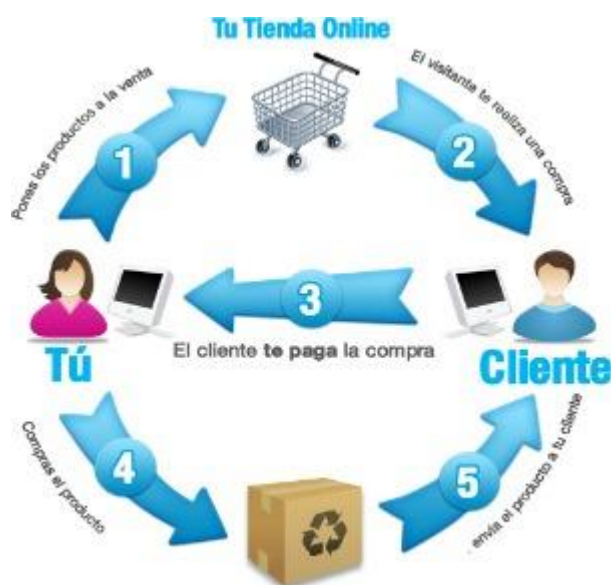 Tu Tienda Online
Pones los productos a la venta
1
El visitante te realiza una compra
2
3
El cliente te paga la compra
Tú
Cliente
Compras el producto
4
5
. envia el producto a tu cliente